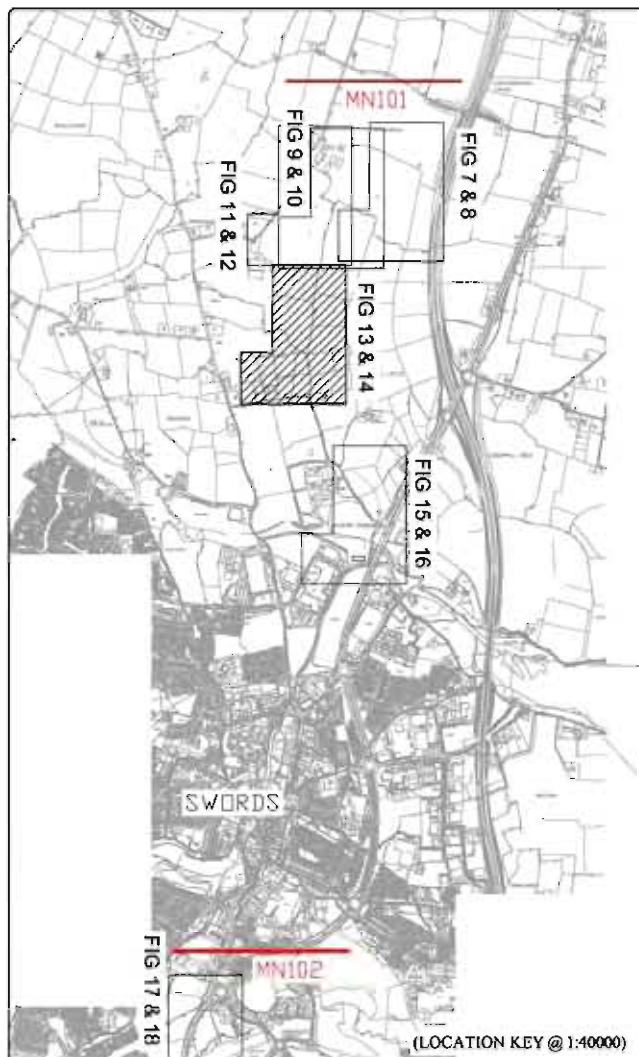 MN101
FIG 7 & 8
FIG 9 & 10
FIG 11 & 12
FIG 13 & 14
FIG 15 & 16
SWORDS
MN102
FIG 17 & 18
(LOCATION KEY @ 1:40000)